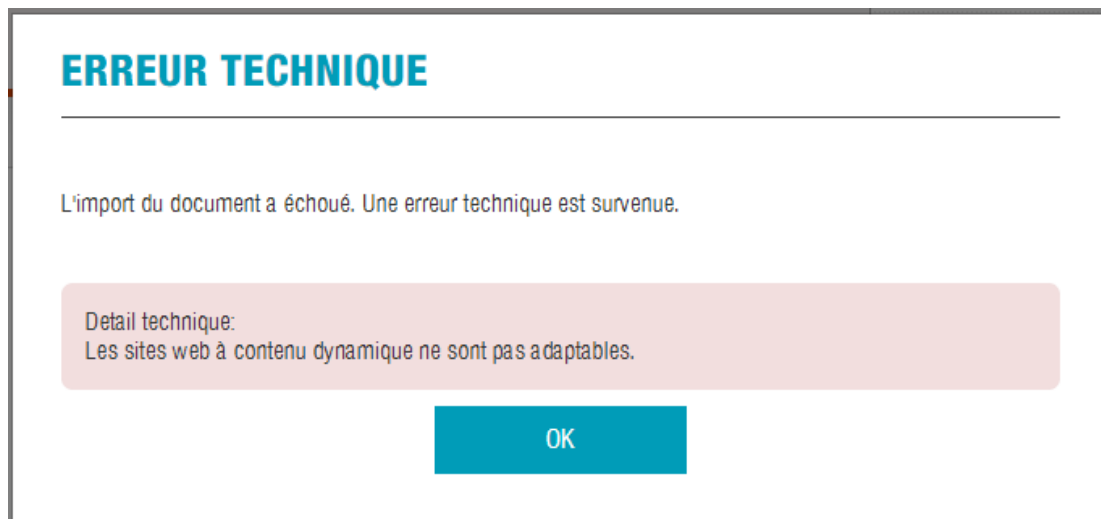 ERREUR TECHNIQUE
L'import du document a échoué. Une erreur technique est survenue.
Detail technique:
Les sites web à contenu dynamique ne sont pas adaptables.
OK